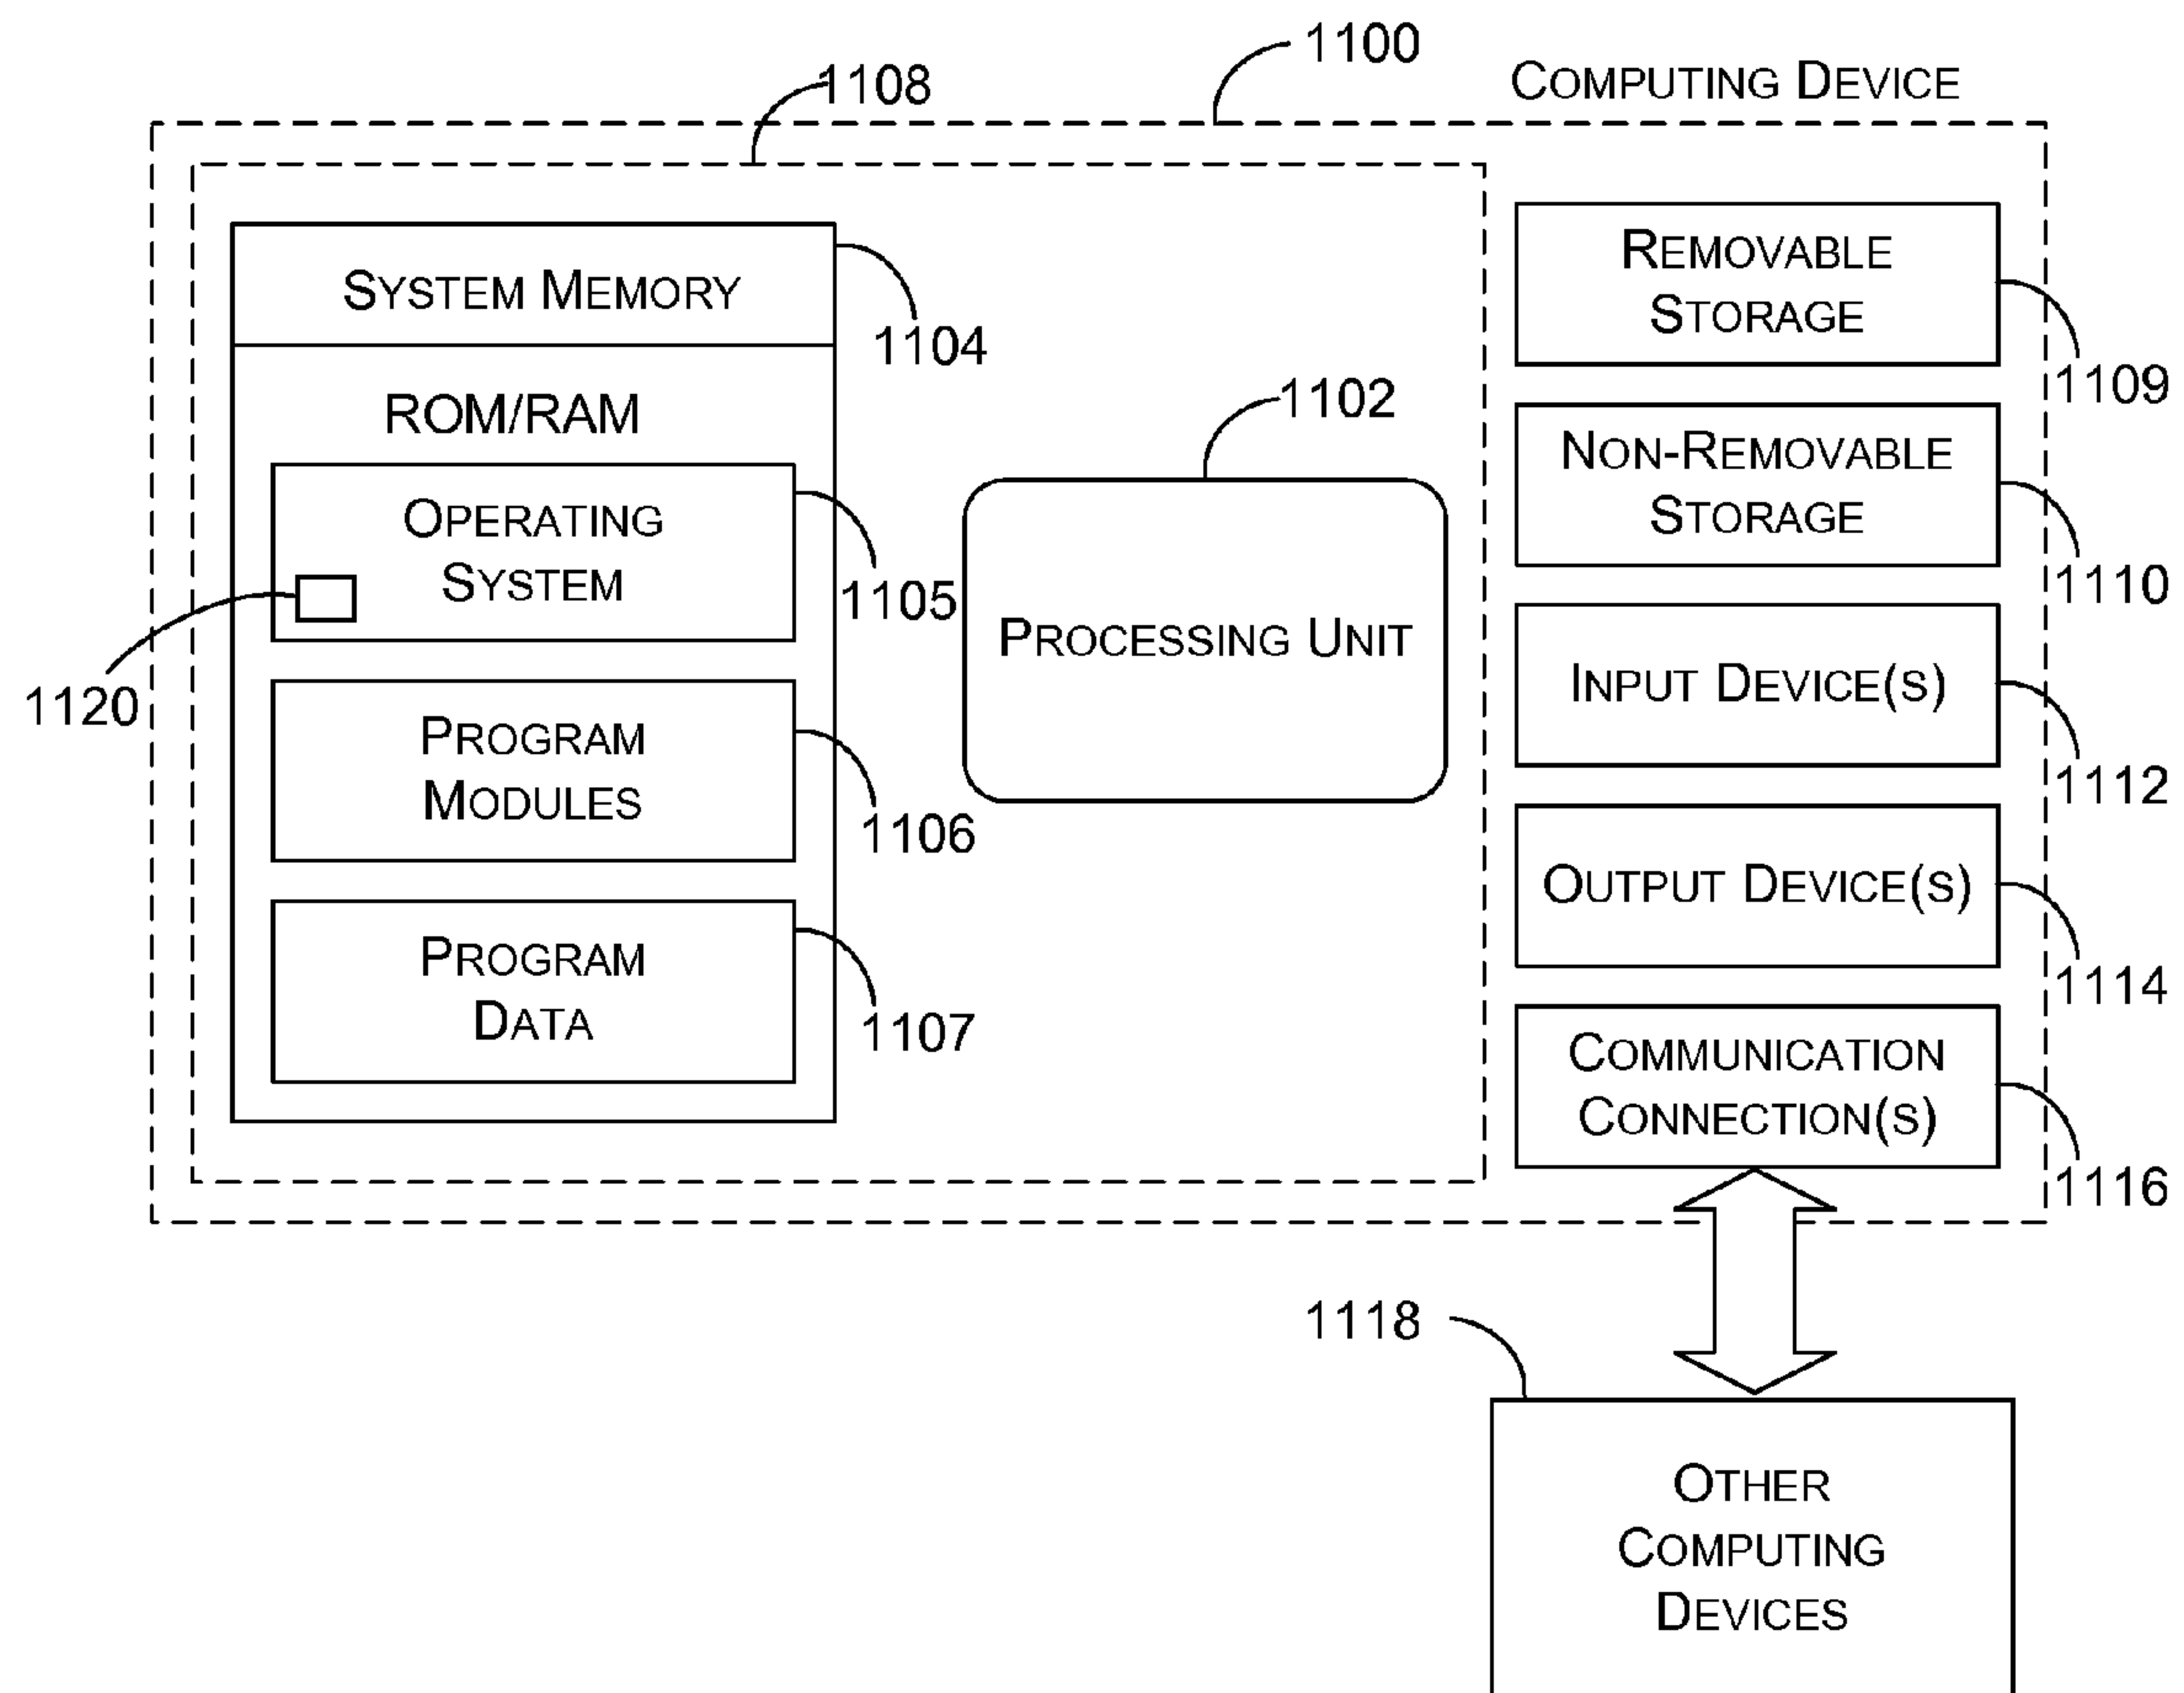 1100
COMPUTING DEVICE
1108
SYSTEM MEMORY
1104
ROM/RAM
OPERATING
SYSTEM
1105
1120
PROGRAM
MODULES
1106
PROGRAM
DATA
1107
1102
PROCESSING UNIT
REMOVABLE
STORAGE
1109
NON-REMOVABLE
STORAGE
1110
INPUT DEVICE(S)
1112
OUTPUT DEVICE(S)
1114
COMMUNICATION
CONNECTION(S)
1116
1118
OTHER
COMPUTING
DEVICES